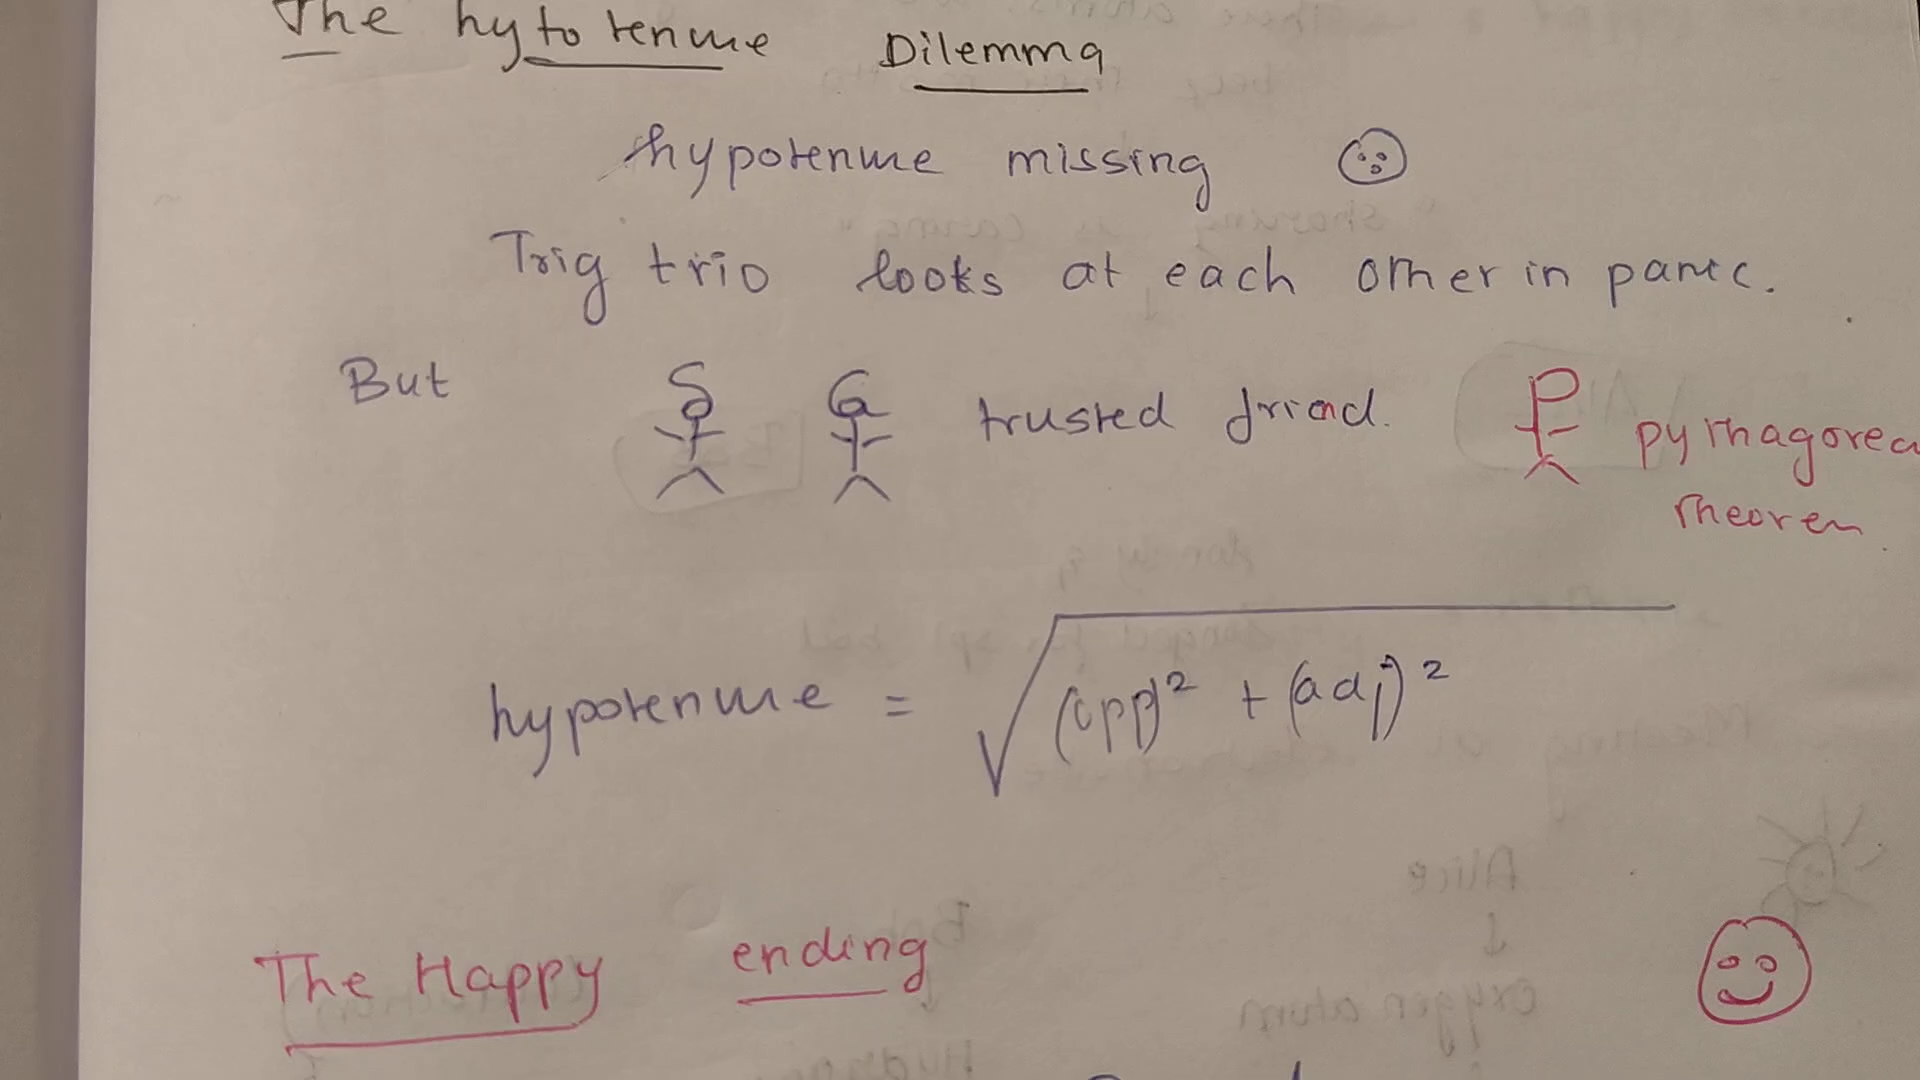 The hytotenuse Dilemma
hypotenuse missing
Trig trio looks at each other in panic.
But S G trusted friend. P pythagorea
Theorem
hypotenuse = √(opp)² + (adj)²
The Happy ending